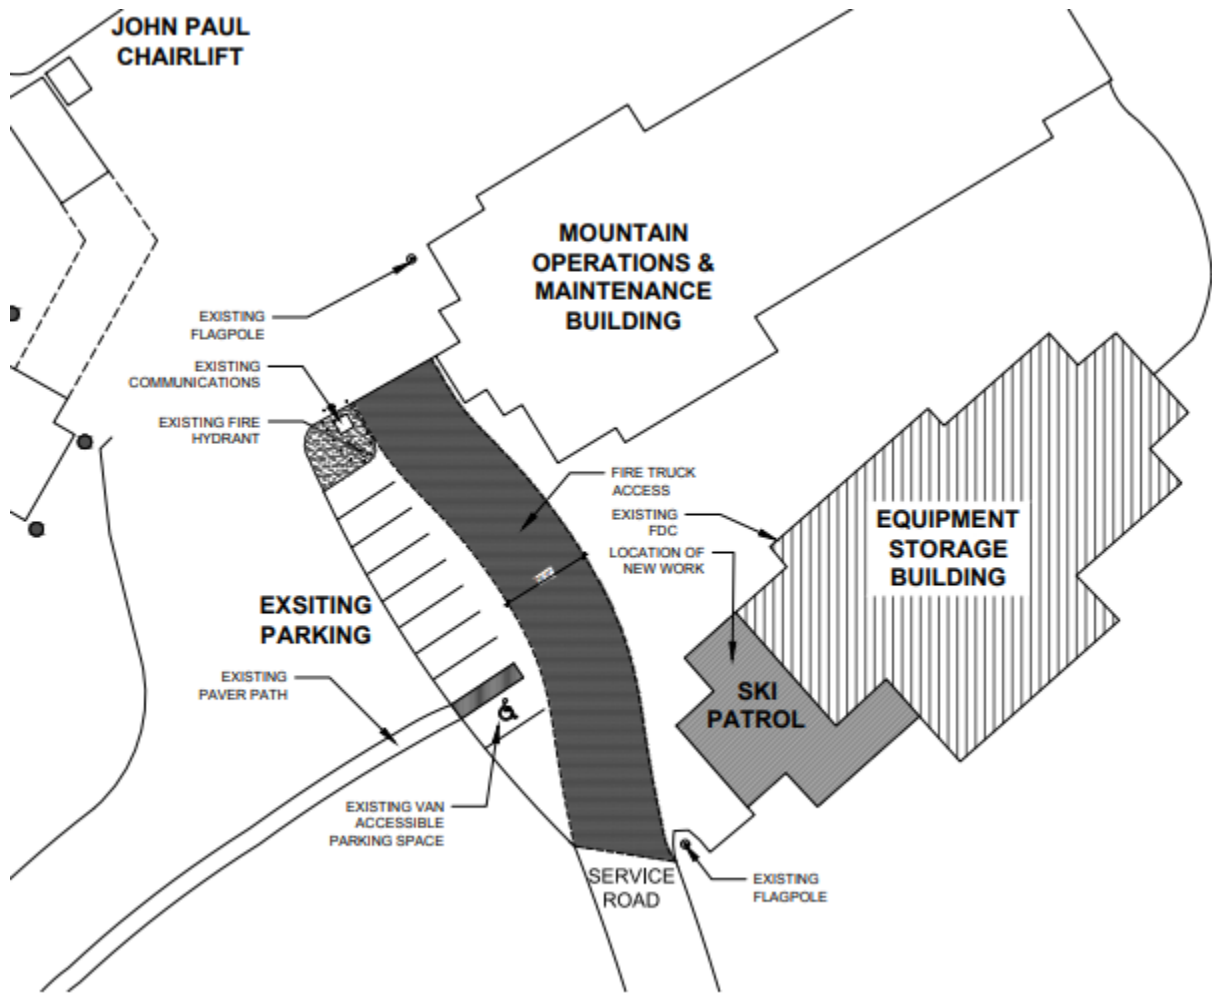 JOHN PAUL
CHAIRLIFT
MOUNTAIN
OPERATIONS &
MAINTENANCE
BUILDING
EXISTING
FLAGPOLE
EXISTING
COMMUNICATIONS
EXISTING FIRE
HYDRANT
FIRE TRUCK
ACCESS
EXISTING
FDC
LOCATION OF
NEW WORK
EQUIPMENT
STORAGE
BUILDING
EXSITING
PARKING
EXISTING
PAVER PATH
SKI
PATROL
EXISTING VAN
ACCESSIBLE
PARKING SPACE
SERVICE
ROAD
EXISTING
FLAGPOLE